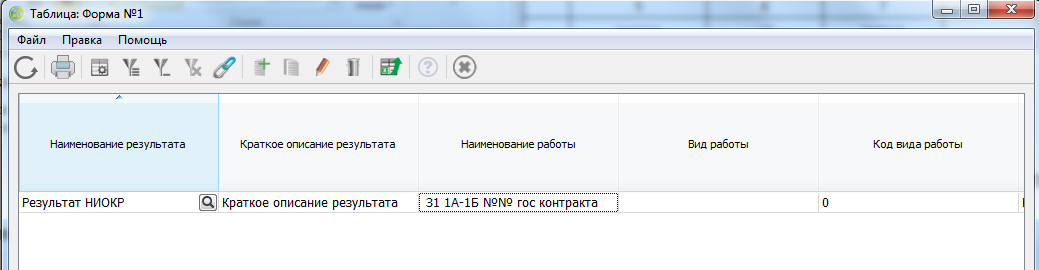 Таблица: Форма №1
Файл Правка Помощь
Наименование результата Краткое описание результата Наименование работы Вид работы Код вида работы
Результат НИОКР Краткое описание результата 31 1А-1Б №№ гос контракта 0